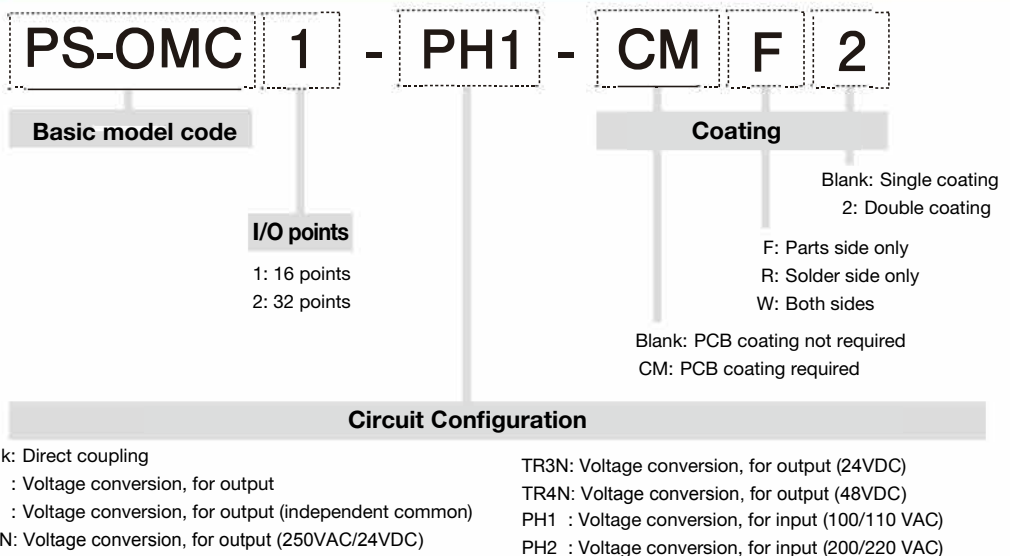 PS-OMC 1 - PH1 - CM F 2
Basic model code
Coating
Blank: Single coating
2: Double coating
I/O points
1: 16 points
2: 32 points
F: Parts side only
R: Solder side only
W: Both sides
Blank: PCB coating not required
CM: PCB coating required
Circuit Configuration
k: Direct coupling
: Voltage conversion, for output
: Voltage conversion, for output (independent common)
N: Voltage conversion, for output (250VAC/24VDC)
TR3N: Voltage conversion, for output (24VDC)
TR4N: Voltage conversion, for output (48VDC)
PH1 : Voltage conversion, for input (100/110 VAC)
PH2 : Voltage conversion, for input (200/220 VAC)